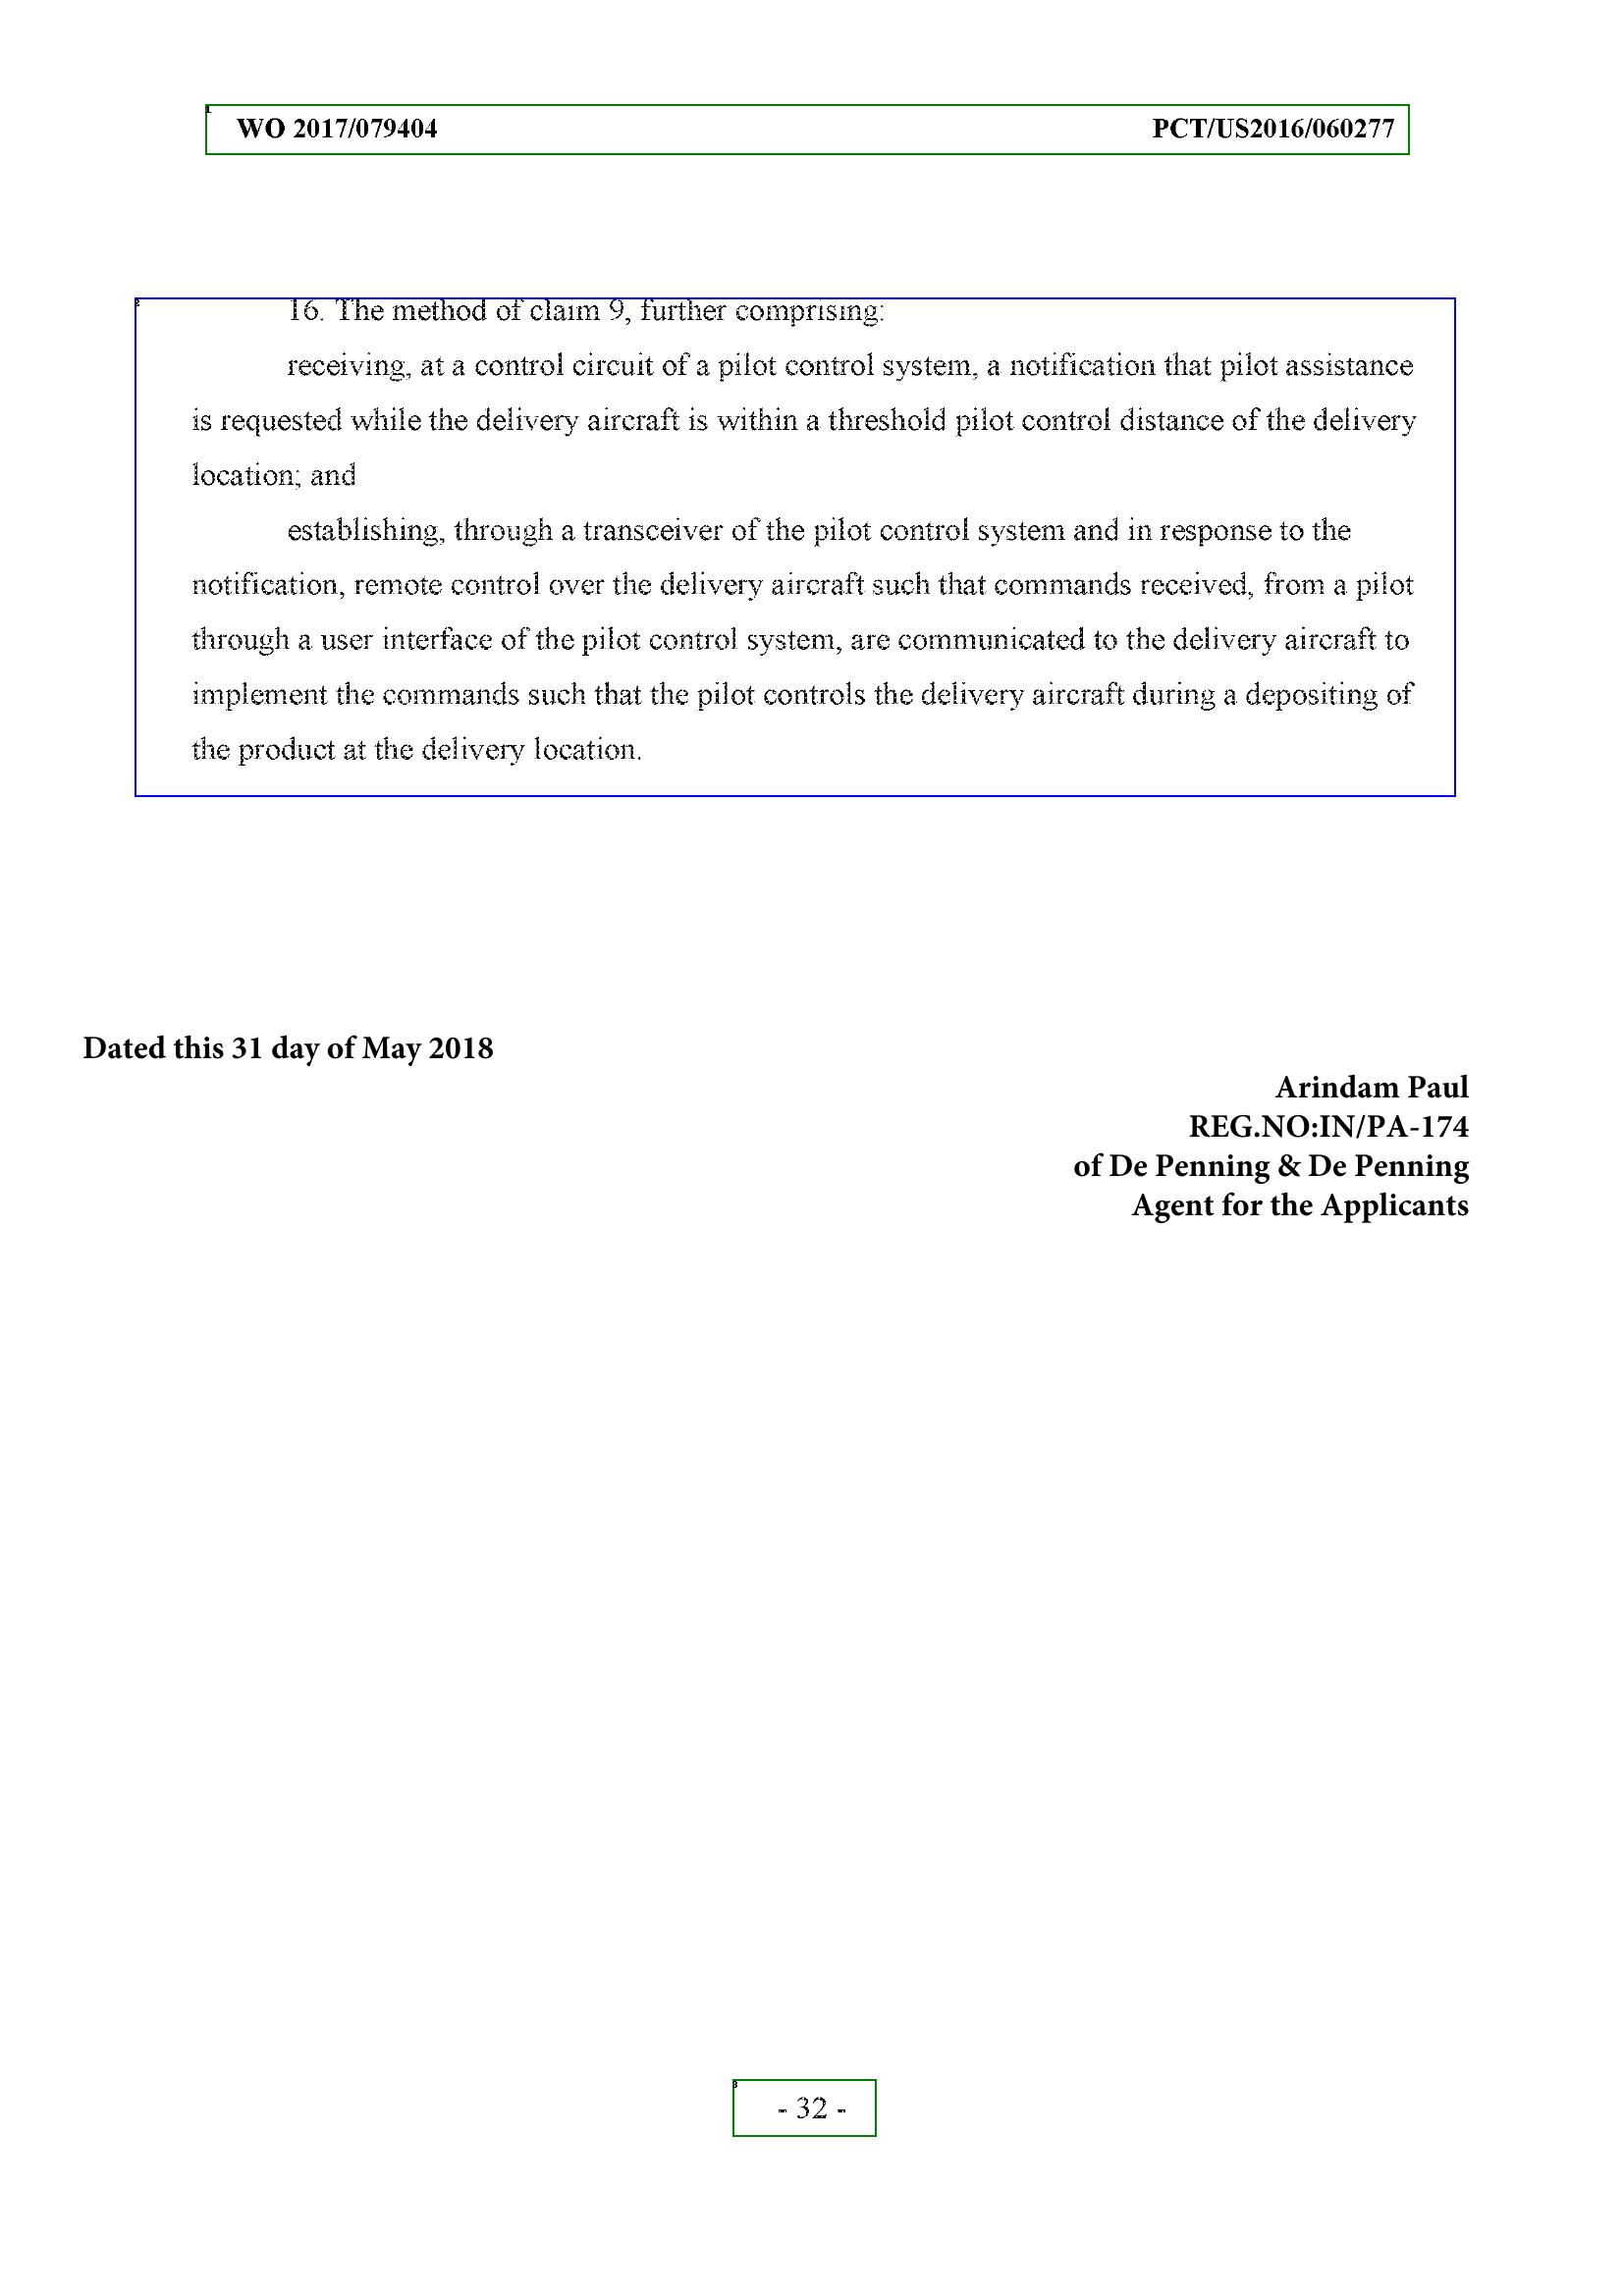 WO 2017/079404 PCT/US2016/060277
16. The method of claim 9, further comprising:
receiving, at a control circuit of a pilot control system, a notification that pilot assistance
is requested while the delivery aircraft is within a threshold pilot control distance of the delivery
location; and
establishing, through a transceiver of the pilot control system and in response to the
notification, remote control over the delivery aircraft such that commands received, from a pilot
through a user interface of the pilot control system, are communicated to the delivery aircraft to
implement the commands such that the pilot controls the delivery aircraft during a depositing of
the product at the delivery location.
Dated this 31 day of May 2018
Arindam Paul
REG.NO:IN/PA-174
of De Penning & De Penning
Agent for the Applicants
- 32 -